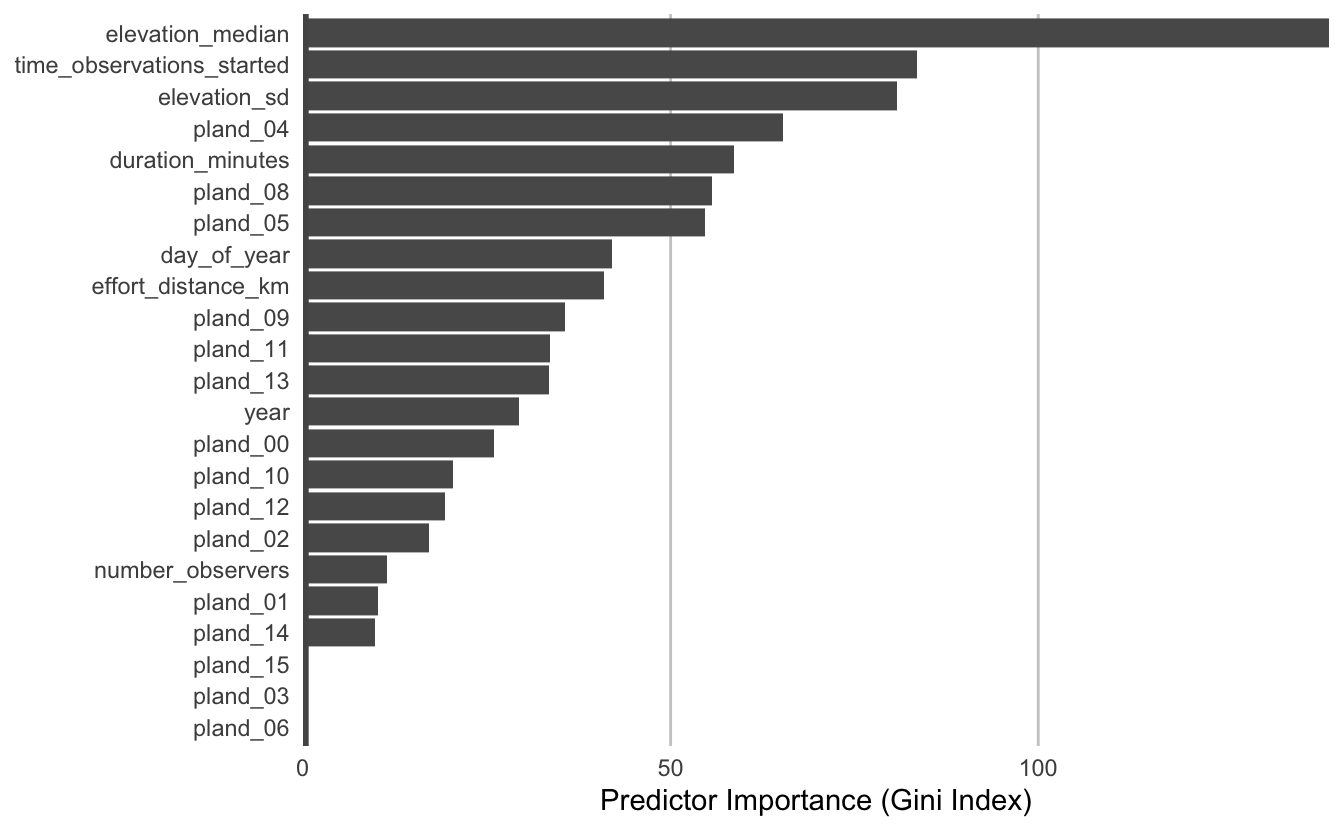 elevation_median
time_observations_started
elevation_sd
pland_04
duration_minutes
pland_08
pland_05
day_of_year
effort_distance_km
pland_09
pland_11
pland_13
year
pland_00
pland_10
pland_12
pland_02
number_observers
pland_01
pland_14
pland_15
pland_03
pland_06
0 50 100
Predictor Importance (Gini Index)